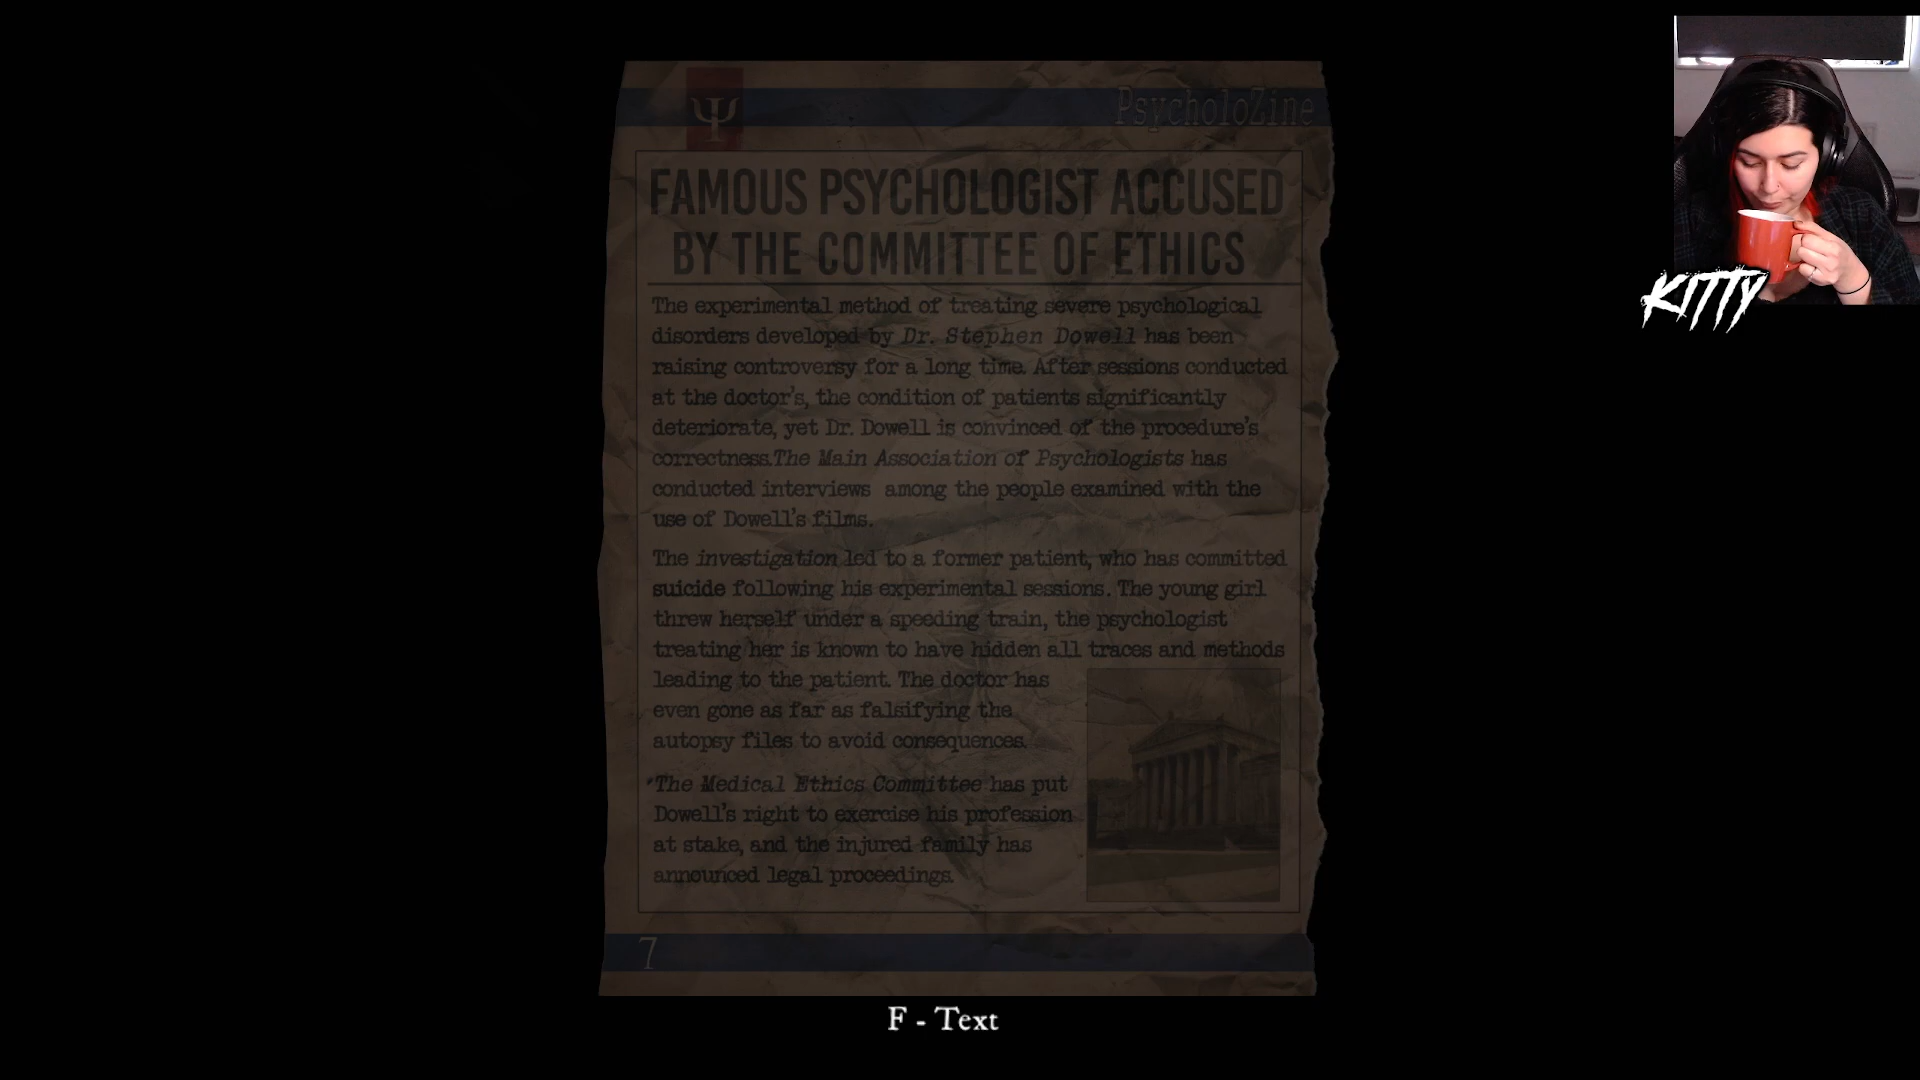 Ψ
PsycholoZine
FAMOUS PSYCHOLOGIST ACCUSED
BY THE COMMITTEE OF ETHICS
The experimental method of treating severe psychological
disorders developed by Dr. Stephen Dowell has been
raising controversy for a long time. After sessions conducted
at the doctor's, the condition of patients significantly
deteriorate, yet Dr. Dowell is convinced of the procedure's
correctness.The Main Association of Psychologists has
conducted interviews among the people examined with the
use of Dowell's films.
The investigation led to a former patient, who has committed
suicide following his experimental sessions. The young girl
threw herself under a speeding train, the psychologist
treating her is known to have hidden all traces and methods
leading to the patient. The doctor has
even gone as far as falsifying the
autopsy files to avoid consequences.
The Medical Ethics Committee has put
Dowell's right to exercise his profession
at stake, and the injured family has
announced legal proceedings.
7
F - Text
KITTY